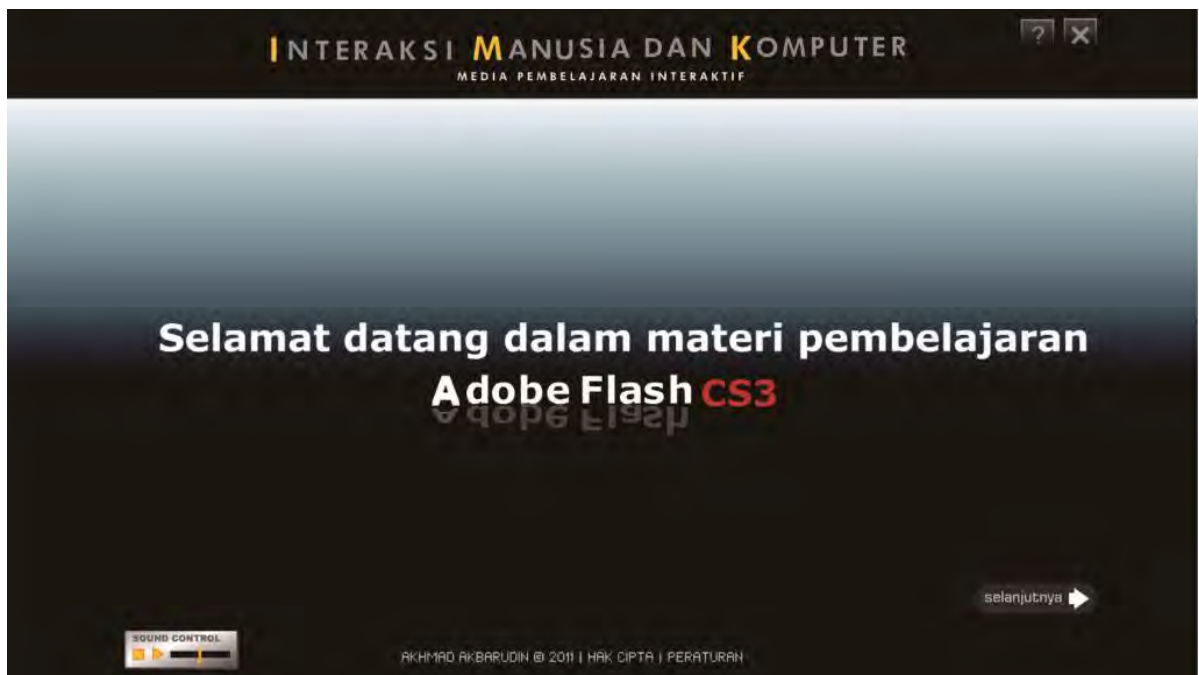 INTERAKSI MANUSIA DAN KOMPUTER
MEDIA PEMBELAJARAN INTERAKTIF
? X
Selamat datang dalam materi pembelajaran
Adobe Flash CS3
selanjutnya
SOUND CONTROL
AKHMAD AKBARUDIN © 2011 | HAK CIPTA | PERATURAN